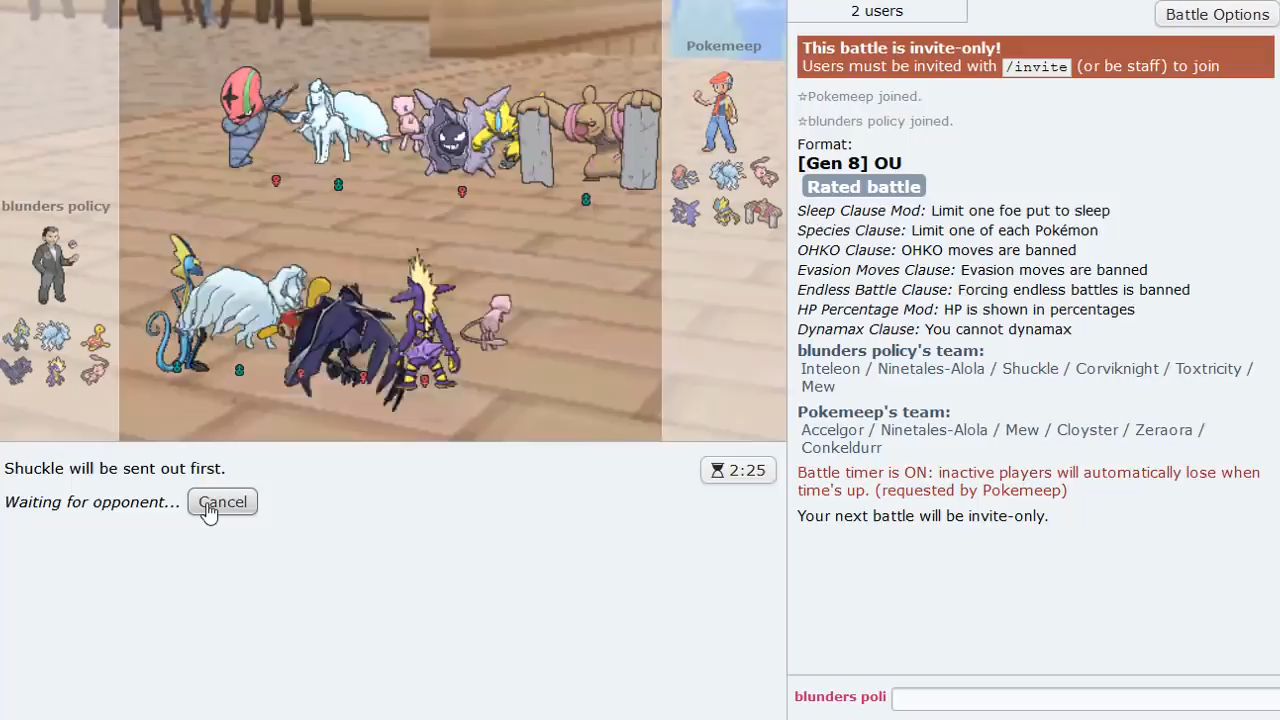 2 users
Battle Options
This battle is invite-only!
Users must be invited with /invite (or be staff) to join
☆Pokemeep joined.
☆blunders policy joined.
Format:
[Gen 8] OU
Rated battle
Sleep Clause Mod: Limit one foe put to sleep
Species Clause: Limit one of each Pokémon
OHKO Clause: OHKO moves are banned
Evasion Moves Clause: Evasion moves are banned
Endless Battle Clause: Forcing endless battles is banned
HP Percentage Mod: HP is shown in percentages
Dynamax Clause: You cannot dynamax
blunders policy's team:
Inteleon / Ninetales-Alola / Shuckle / Corviknight / Toxtricity /
Mew
Pokemeep's team:
Accelgor / Ninetales-Alola / Mew / Cloyster / Zeraora /
Conkeldurr
Battle timer is ON: inactive players will automatically lose when
time's up. (requested by Pokemeep)
Your next battle will be invite-only.
blunders poli
Pokemeep
blunders policy
Shuckle will be sent out first.
2:25
Waiting for opponent... Cancel